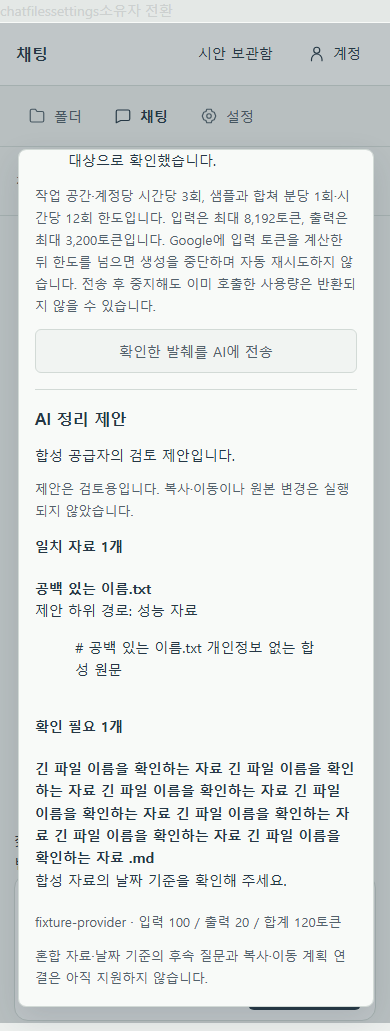 chatfilessettings소유자 전환
채팅
시안 보관함
계정
폴더
채팅
설정
대상으로 확인했습니다.
작업 공간·계정당 시간당 3회, 샘플과 합쳐 분당 1회·시
간당 12회 한도입니다. 입력은 최대 8,192토큰, 출력은
최대 3,200토큰입니다. Google에 입력 토큰을 계산한
뒤 한도를 넘으면 생성을 중단하며 자동 재시도하지 않
습니다. 전송 후 중지해도 이미 호출한 사용량은 반환되
지 않을 수 있습니다.
확인한 발췌를 AI에 전송
AI 정리 제안
합성 공급자의 검토 제안입니다.
제안은 검토용입니다. 복사·이동이나 원본 변경은 실행
되지 않았습니다.
일치 자료 1개
공백 있는 이름.txt
제안 하위 경로: 성능 자료
# 공백 있는 이름.txt 개인정보 없는 합
성 원문
확인 필요 1개
긴 파일 이름을 확인하는 자료 긴 파일 이름을 확인
하는 자료 긴 파일 이름을 확인하는 자료 긴 파일
이름을 확인하는 자료 긴 파일 이름을 확인하는 자
료 긴 파일 이름을 확인하는 자료 긴 파일 이름을
확인하는 자료 .md
합성 자료의 날짜 기준을 확인해 주세요.
fixture-provider · 입력 100 / 출력 20 / 합계 120토큰
혼합 자료·날짜 기준의 후속 질문과 복사·이동 계획 연
결은 아직 지원하지 않습니다.